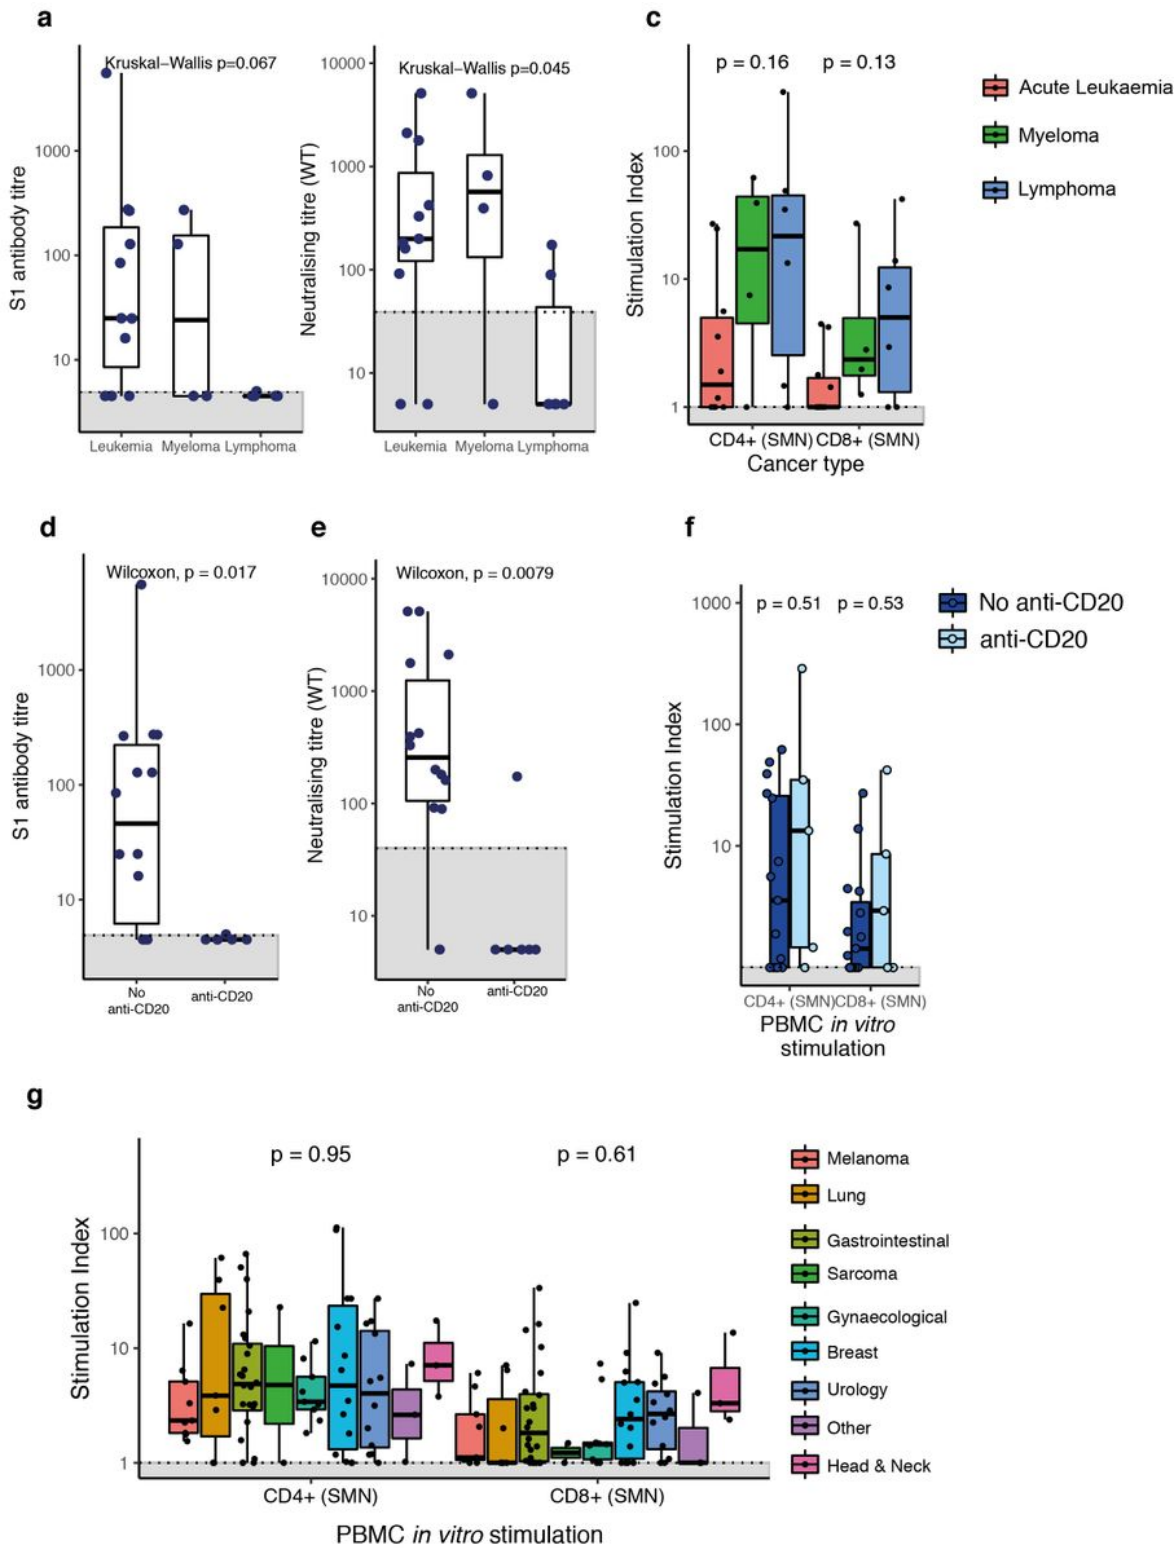 a
Kruskal−Wallis p=0.067
S1 antibody titre
1000
100
10
Leukemia Myeloma Lymphoma
Kruskal−Wallis p=0.045
Neutralising titre (WT)
10000
1000
100
10
Leukemia Myeloma Lymphoma
c
p = 0.16 p = 0.13
Stimulation Index
100
10
1
CD4+ (SMN) CD8+ (SMN)
Cancer type
Acute Leukaemia
Myeloma
Lymphoma
d
Wilcoxon, p = 0.017
S1 antibody titre
1000
100
10
No
anti-CD20
anti-CD20
e
Wilcoxon, p = 0.0079
Neutralising titre (WT)
10000
1000
100
10
No
anti-CD20
anti-CD20
f
p = 0.51 p = 0.53
Stimulation Index
1000
100
10
CD4+ (SMN) CD8+ (SMN)
PBMC in vitro
stimulation
No anti-CD20
anti-CD20
g
p = 0.95 p = 0.61
Stimulation Index
100
10
1
CD4+ (SMN) CD8+ (SMN)
PBMC in vitro stimulation
Melanoma
Lung
Gastrointestinal
Sarcoma
Gynaecological
Breast
Urology
Other
Head & Neck